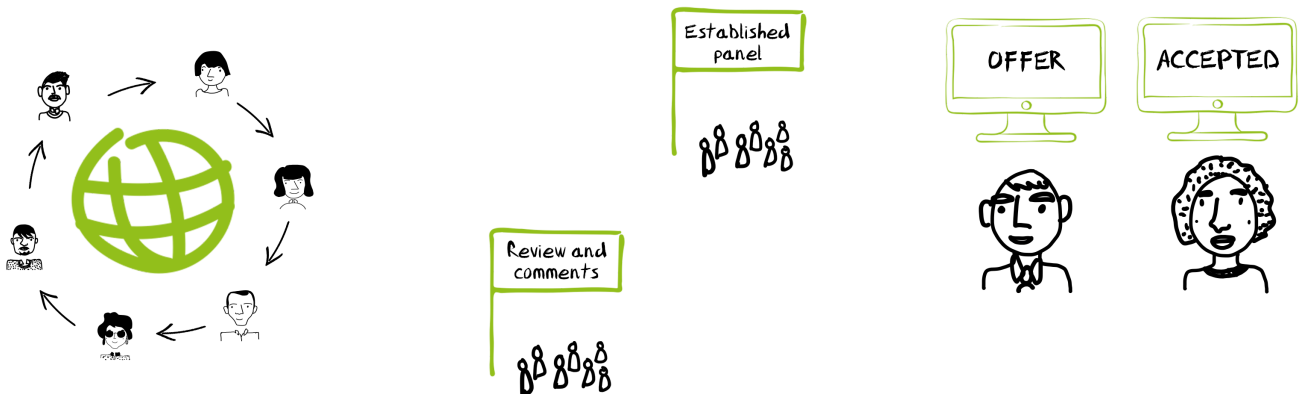 Established
panel
OFFER
ACCEPTED
Review and
comments